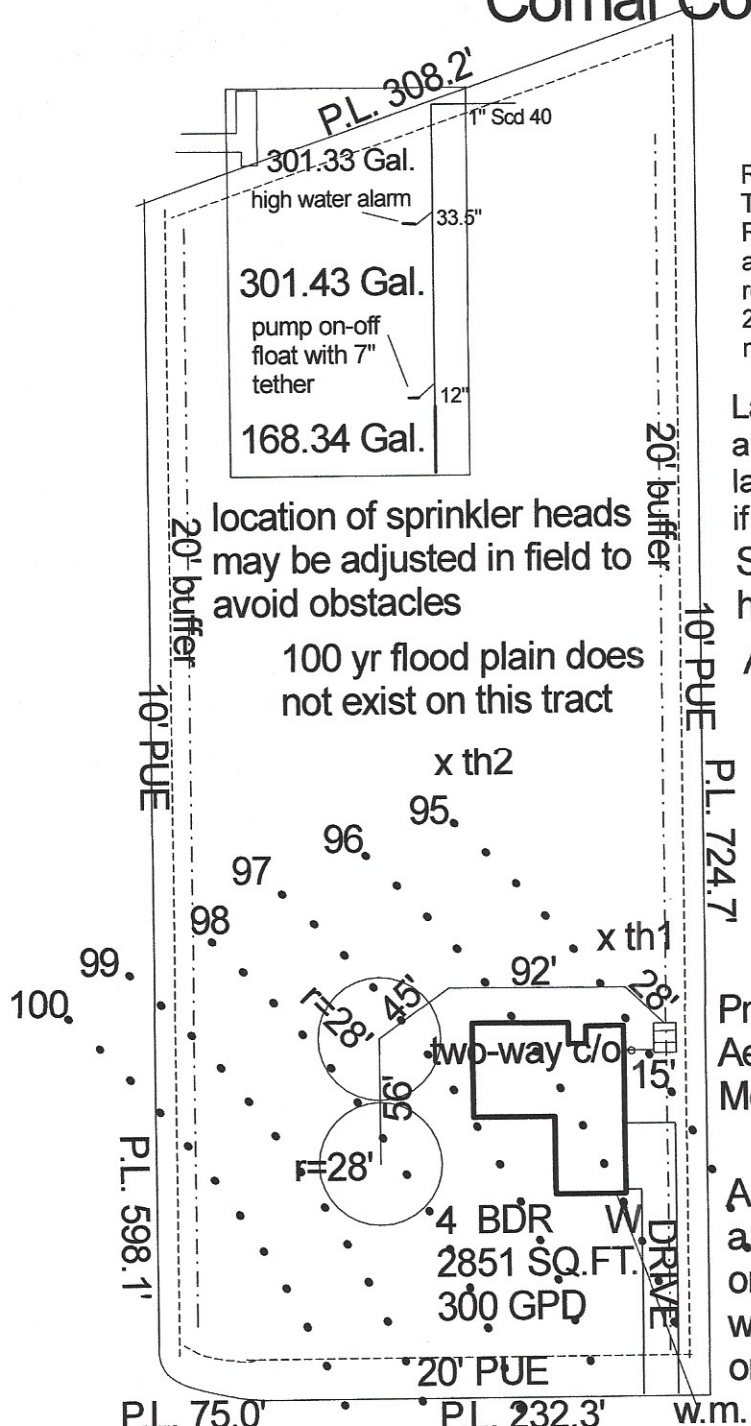 P.L. 308.2'
1" Scd 40
301.33 Gal.
high water alarm
33.5"
301.43 Gal.
pump on-off
float with 7"
tether
12"
168.34 Gal.
20' buffer
20' buffer
location of sprinkler heads
may be adjusted in field to
avoid obstacles
100 yr flood plain does
not exist on this tract
10' PUE
10' PUE
x th2
P.L. 724.7'
95
96
97
98
99
100
x th1
92'
28'
45'
r=28'
two-way c/o
15'
56'
r=28'
P.L. 598.1'
4 BDR W
2851 SQ.FT.
300 GPD
DRIVE
20' PUE
P.L. 75.0'
P.L. 232.3'
w.m.